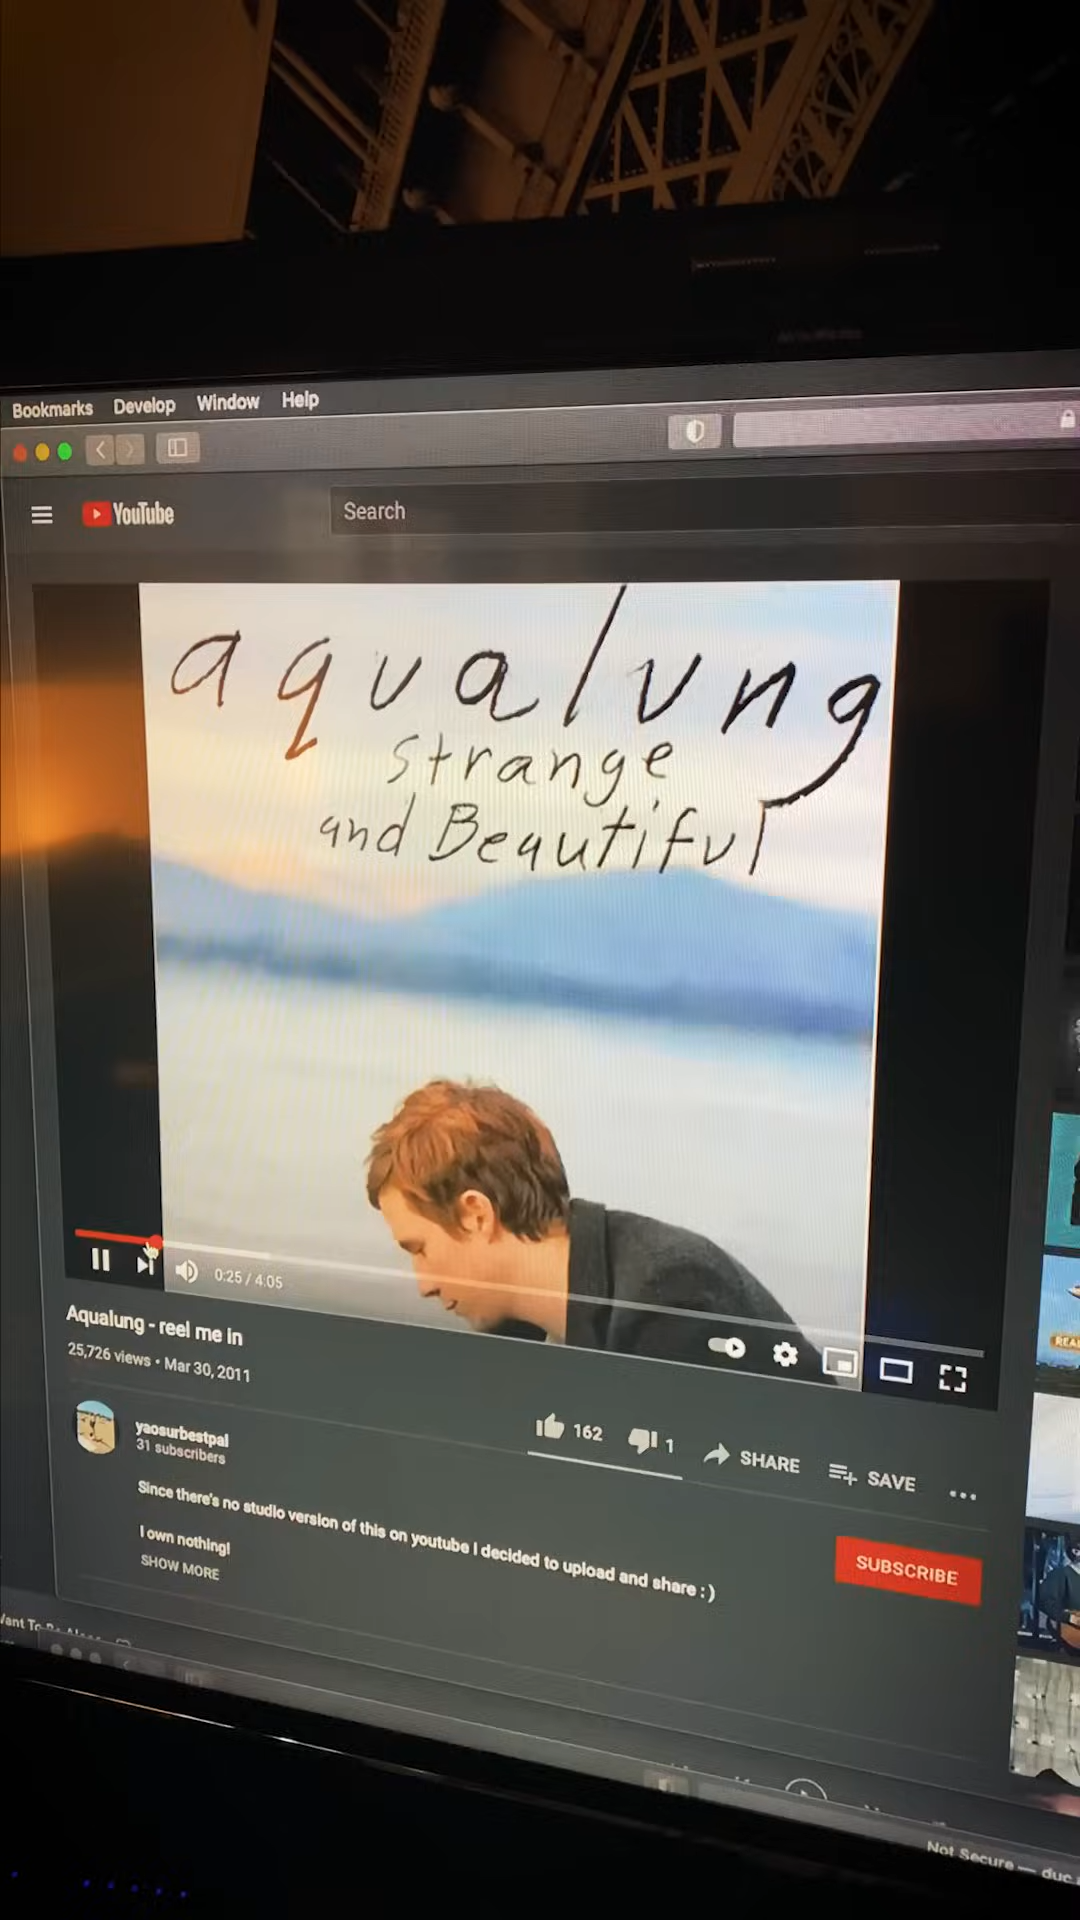 Bookmarks Develop Window Help
YouTube
Search
aqualung
strange
and Beautiful
0:25 / 4:05
Aqualung - reel me in
25,726 views • Mar 30, 2011
162 1 SHARE SAVE
yaosurbestpal
31 subscribers
SUBSCRIBE
Since there's no studio version of this on youtube I decided to upload and share : )
I own nothing!
SHOW MORE
Not Secure — duc